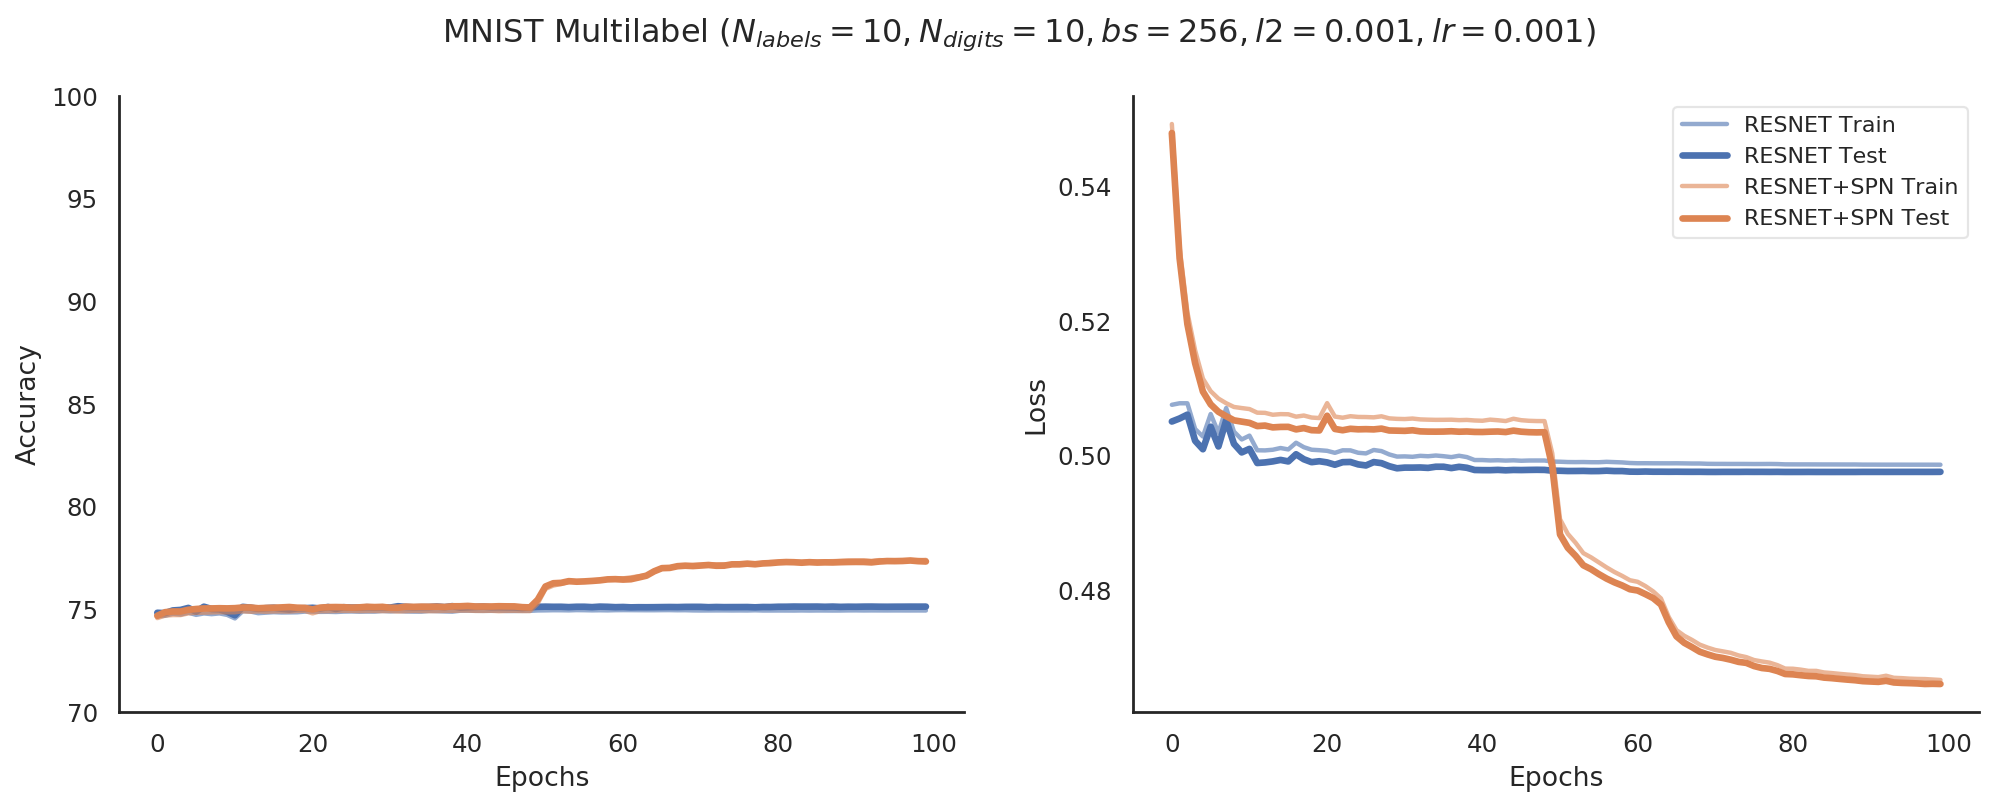 MNIST Multilabel (N_labels = 10, N_digits = 10, bs = 256, l2 = 0.001, lr = 0.001)
100
95
90
85
80
75
70
Accuracy
0 20 40 60 80 100
Epochs
0.54
0.52
0.50
0.48
Loss
RESNET Train
RESNET Test
RESNET+SPN Train
RESNET+SPN Test
0 20 40 60 80 100
Epochs